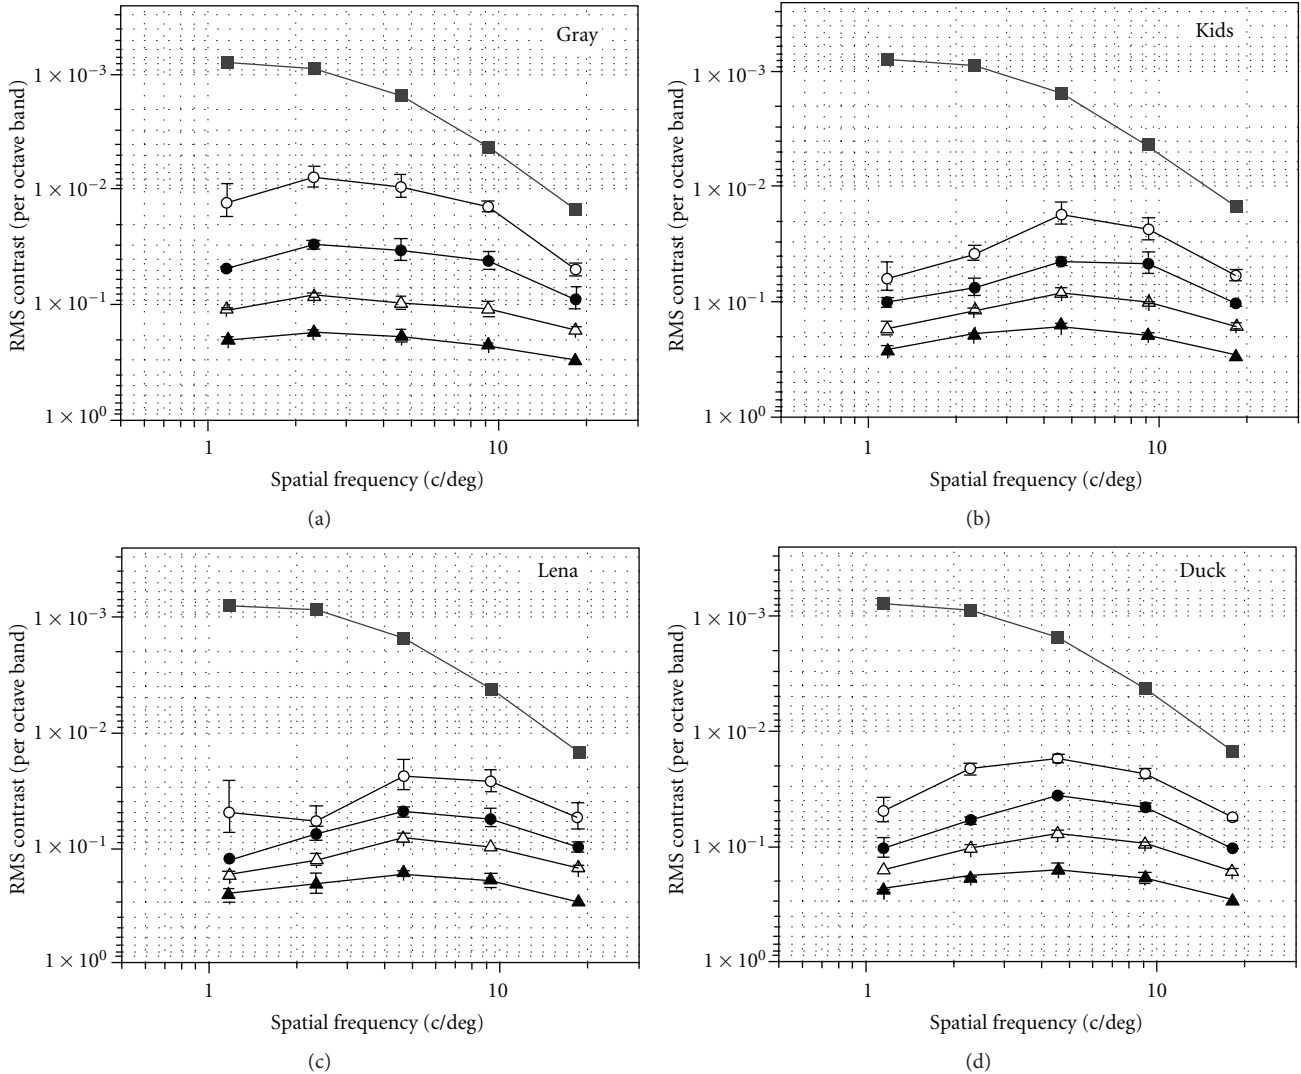 Gray
RMS contrast (per octave band)
1 × 10⁻³
1 × 10⁻²
1 × 10⁻¹
1 × 10⁰
1
10
Spatial frequency (c/deg)
(a)
Kids
RMS contrast (per octave band)
1 × 10⁻³
1 × 10⁻²
1 × 10⁻¹
1 × 10⁰
1
10
Spatial frequency (c/deg)
(b)
Lena
RMS contrast (per octave band)
1 × 10⁻³
1 × 10⁻²
1 × 10⁻¹
1 × 10⁰
1
10
Spatial frequency (c/deg)
(c)
Duck
RMS contrast (per octave band)
1 × 10⁻³
1 × 10⁻²
1 × 10⁻¹
1 × 10⁰
1
10
Spatial frequency (c/deg)
(d)